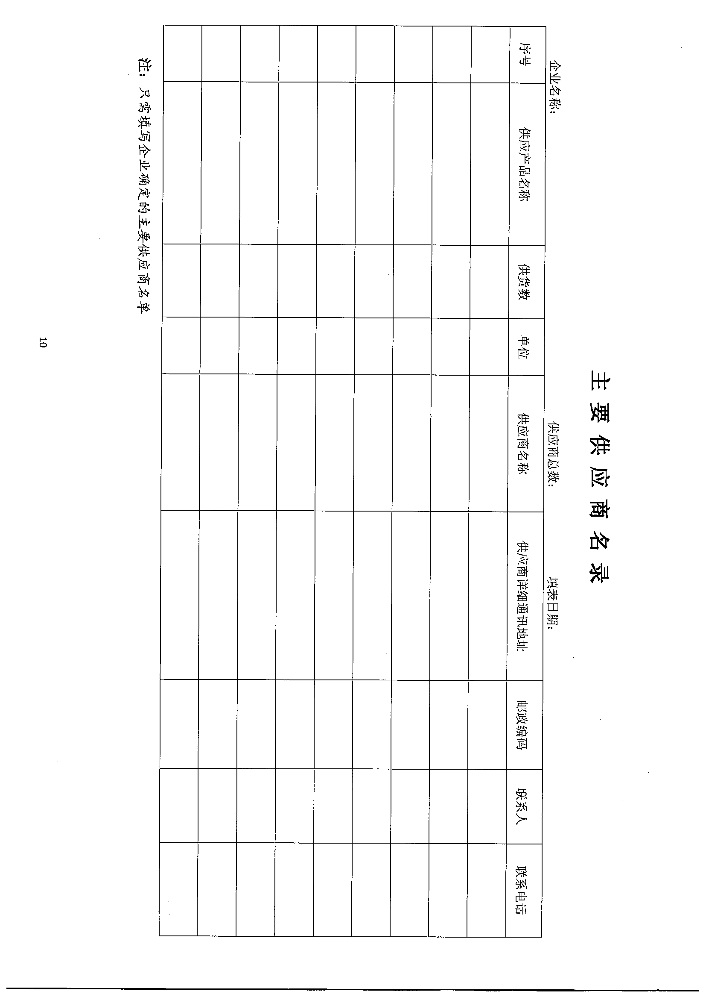 主要供应商名录
企业名称： 供应商总数： 填表日期：
序号 供应产品名称 供货数 单位 供应商名称 供应商详细通讯地址 邮政编码 联系人 联系电话
注：只需填写企业确定的主要供应商名单
10